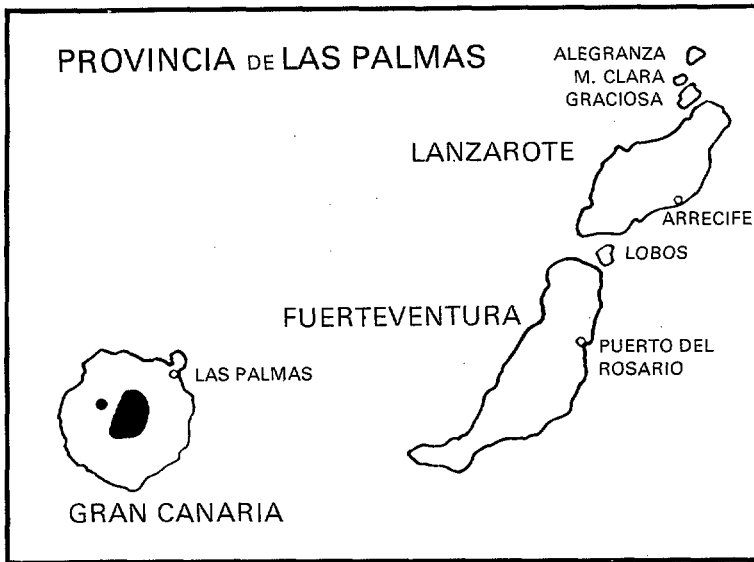 PROVINCIA DE LAS PALMAS
ALEGRANZA
M. CLARA
GRACIOSA
LANZAROTE
ARRECIFE
LOBOS
FUERTEVENTURA
PUERTO DEL
ROSARIO
LAS PALMAS
GRAN CANARIA